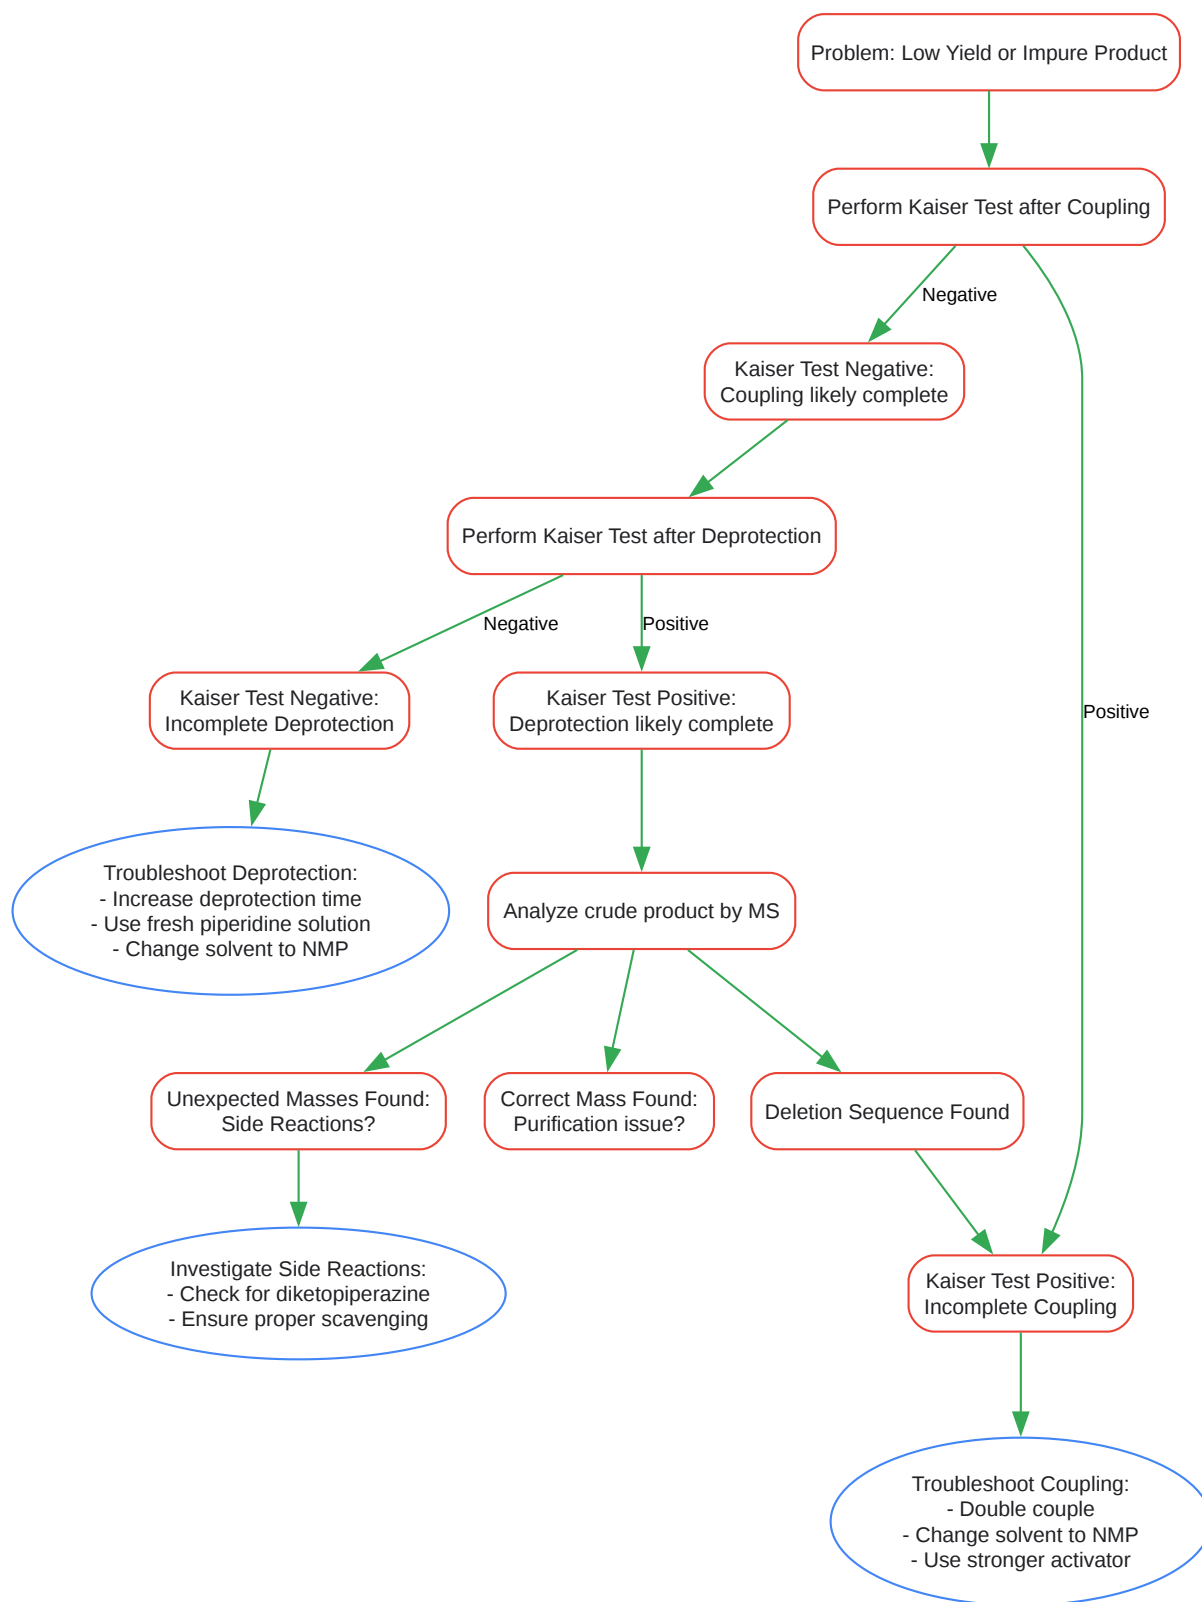 Problem: Low Yield or Impure Product
Perform Kaiser Test after Coupling
Negative
Kaiser Test Negative:
Coupling likely complete
Perform Kaiser Test after Deprotection
Negative
Positive
Kaiser Test Negative:
Incomplete Deprotection
Kaiser Test Positive:
Deprotection likely complete
Positive
Troubleshoot Deprotection:
- Increase deprotection time
- Use fresh piperidine solution
- Change solvent to NMP
Analyze crude product by MS
Unexpected Masses Found:
Side Reactions?
Correct Mass Found:
Purification issue?
Deletion Sequence Found
Investigate Side Reactions:
- Check for diketopiperazine
- Ensure proper scavenging
Kaiser Test Positive:
Incomplete Coupling
Troubleshoot Coupling:
- Double couple
- Change solvent to NMP
- Use stronger activator